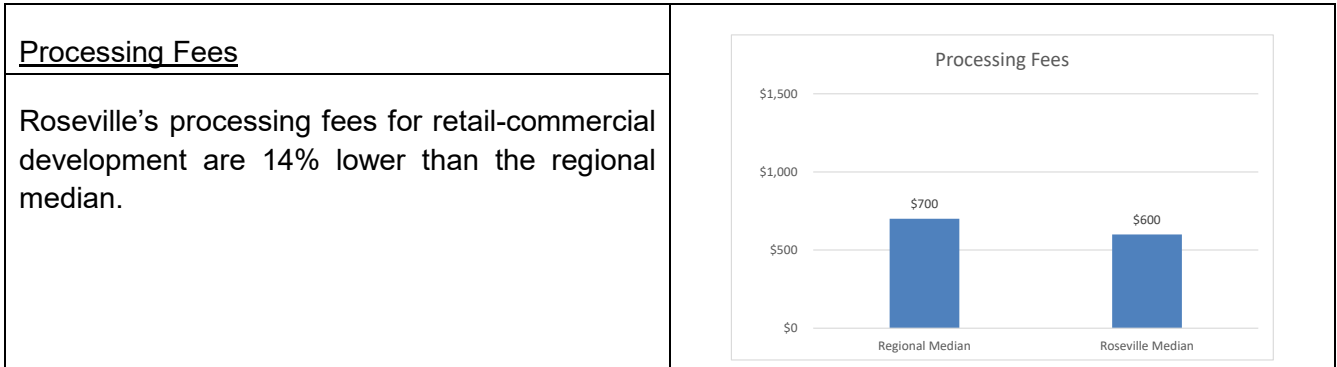 Processing Fees
Roseville’s processing fees for retail-commercial
development are 14% lower than the regional
median.
Processing Fees
$1,500
$1,000
$700
$600
$500
$0
Regional Median
Roseville Median